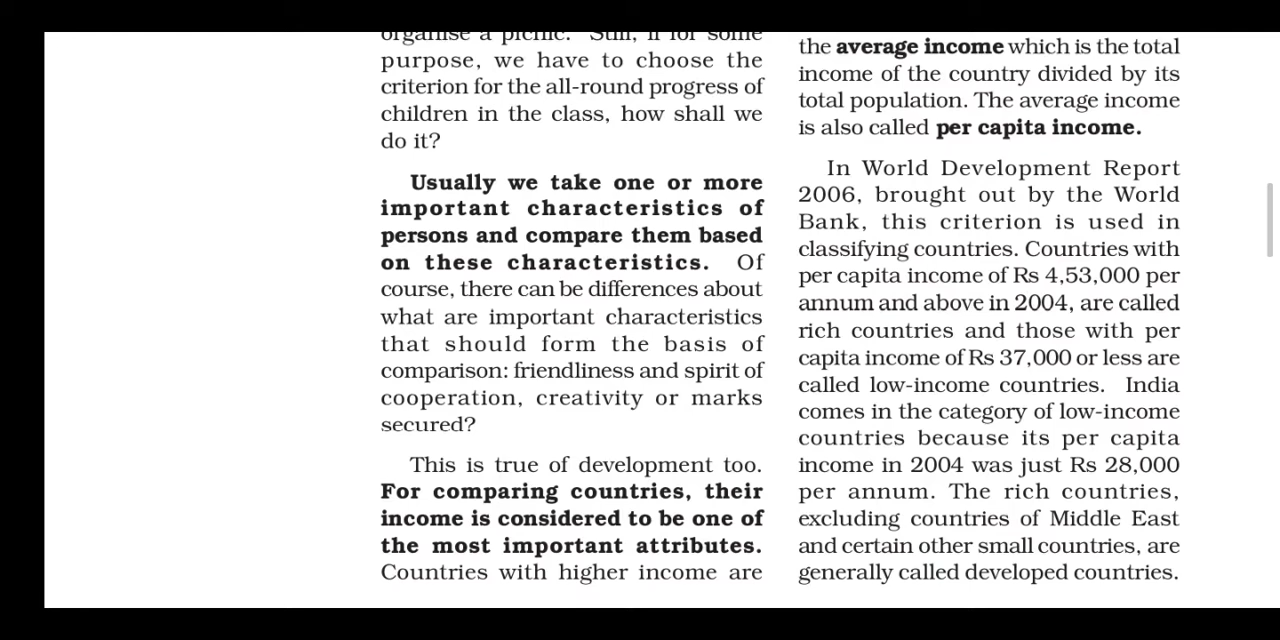 organise a picnic. Still, if for some
purpose, we have to choose the
criterion for the all-round progress of
children in the class, how shall we
do it?
Usually we take one or more
important characteristics of
persons and compare them based
on these characteristics. Of
course, there can be differences about
what are important characteristics
that should form the basis of
comparison: friendliness and spirit of
cooperation, creativity or marks
secured?
This is true of development too.
For comparing countries, their
income is considered to be one of
the most important attributes.
Countries with higher income are
the average income which is the total
income of the country divided by its
total population. The average income
is also called per capita income.
In World Development Report
2006, brought out by the World
Bank, this criterion is used in
classifying countries. Countries with
per capita income of Rs 4,53,000 per
annum and above in 2004, are called
rich countries and those with per
capita income of Rs 37,000 or less are
called low-income countries. India
comes in the category of low-income
countries because its per capita
income in 2004 was just Rs 28,000
per annum. The rich countries,
excluding countries of Middle East
and certain other small countries, are
generally called developed countries.